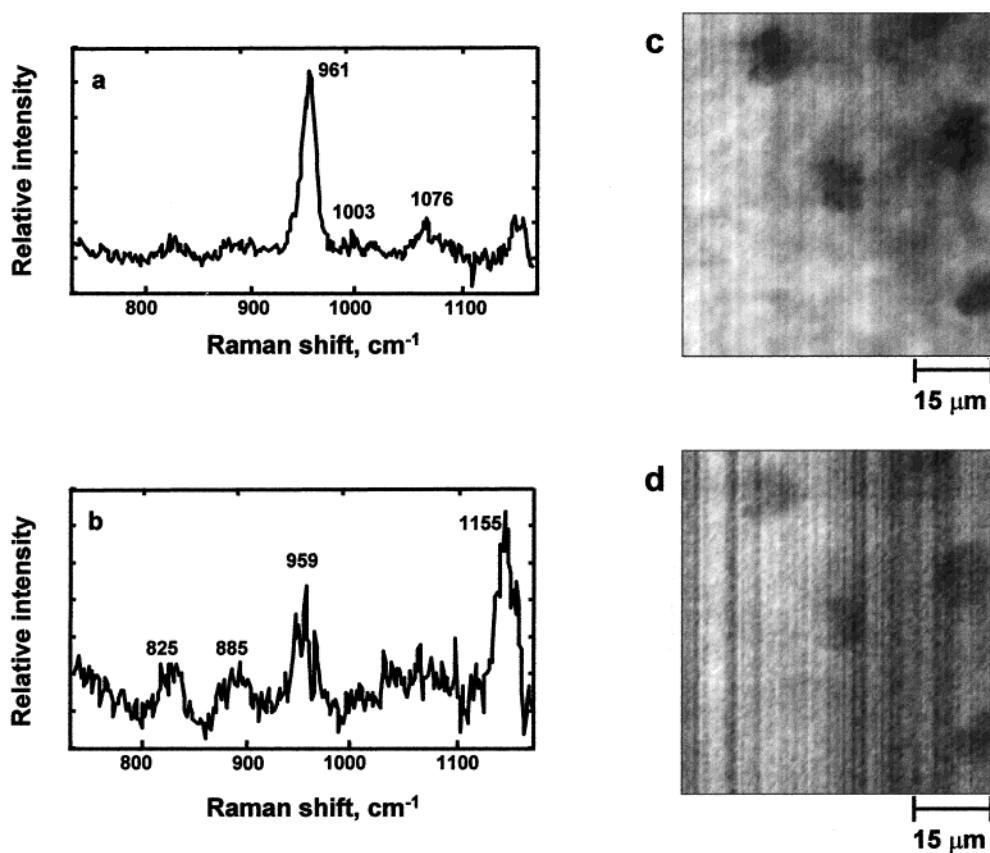 a
961
1003
1076
Relative intensity
800 900 1000 1100
Raman shift, cm-1
c
15 μm
b
825
885
959
1155
Relative intensity
800 900 1000 1100
Raman shift, cm-1
d
15 μm